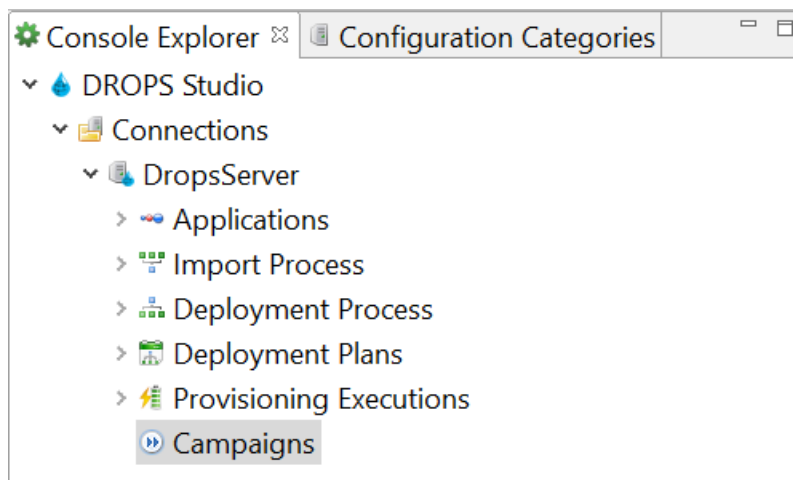 Console Explorer Configuration Categories
DROPS Studio
Connections
DropsServer
Applications
Import Process
Deployment Process
Deployment Plans
Provisioning Executions
Campaigns